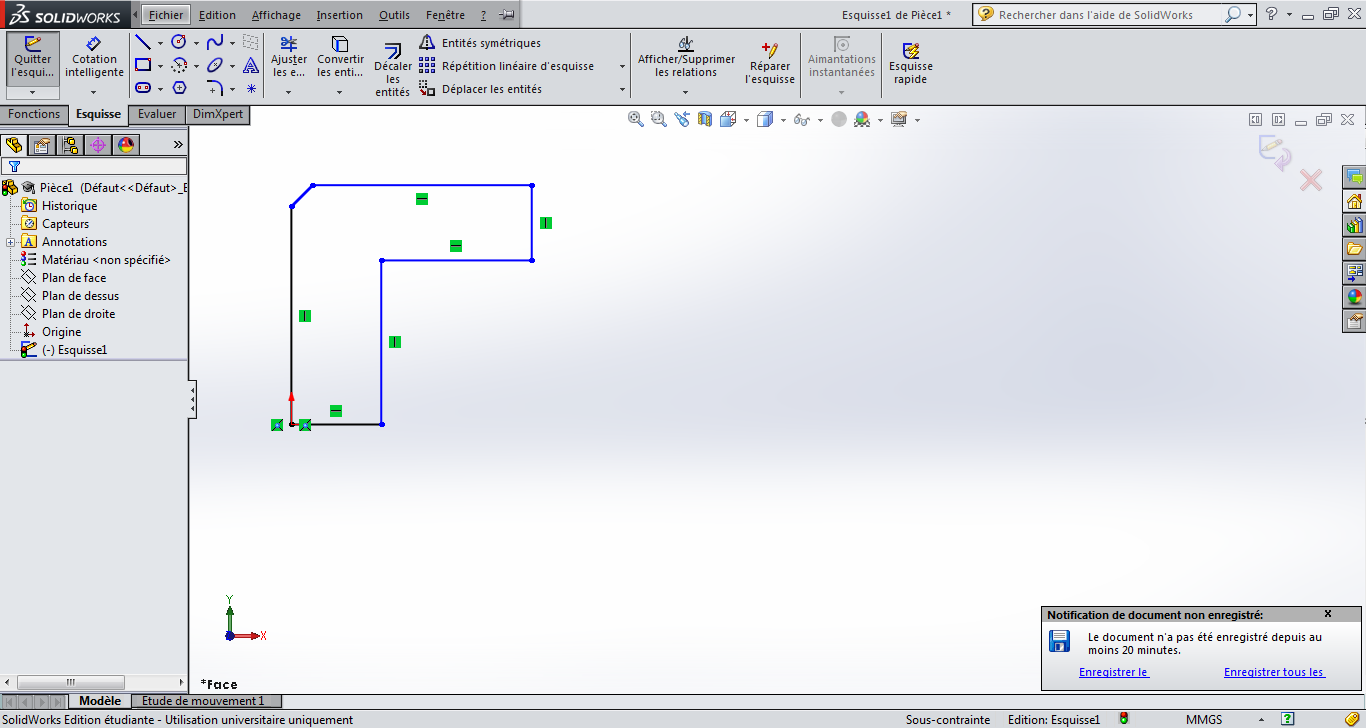 SOLIDWORKS Fichier Edition Affichage Insertion Outils Fenêtre ? Esquisse1 de Pièce1 * Rechercher dans l'aide de SolidWorks ?
Quitter l'esqui...
Cotation intelligente
Ajuster les e...
Convertir les enti...
Décaler les entités
Entités symétriques
Répétition linéaire d'esquisse
Déplacer les entités
Afficher/Supprimer les relations
Réparer l'esquisse
Aimantations instantanées
Esquisse rapide
Fonctions Esquisse Evaluer DimXpert
Pièce1 (Défaut<<Défaut>_E
Historique
Capteurs
Annotations
Matériau <non spécifié>
Plan de face
Plan de dessus
Plan de droite
Origine
(-) Esquisse1
Y
X
*Face
Notification de document non enregistré: x
Le document n'a pas été enregistré depuis au
moins 20 minutes.
Enregistrer le Enregistrer tous les
Modèle Etude de mouvement 1
SolidWorks Edition étudiante - Utilisation universitaire uniquement Sous-contrainte Edition: Esquisse1 MMGS ?